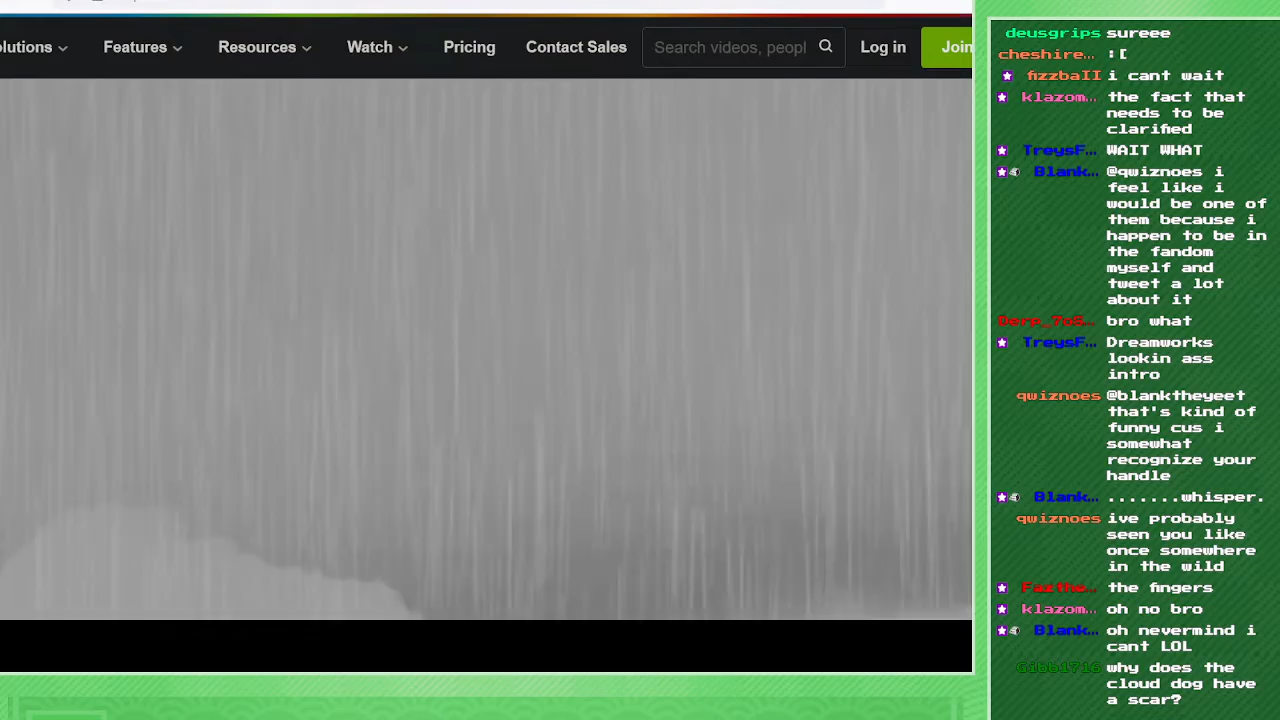 olutions Features Resources Watch Pricing Contact Sales Search videos, peopl Log in Join
deusgrips sureee
cheshire… :[
fizzbaII i cant wait
klazom… the fact that
needs to be
clarified
TreysF… WAIT WHAT
Blank… @qwiznoes i
feel like i
would be one of
them because i
happen to be in
the fandom
myself and
tweet a lot
about it
Derp_7oS… bro what
TreysF… Dreamworks
lookin ass
intro
qwiznoes @blanktheyeet
that's kind of
funny cus i
somewhat
recognize your
handle
Blank… .......whisper.
qwiznoes ive probably
seen you like
once somewhere
in the wild
the fingers
klazom… oh no bro
Blank… oh nevermind i
cant LOL
Gibb1716 why does the
cloud dog have
a scar?